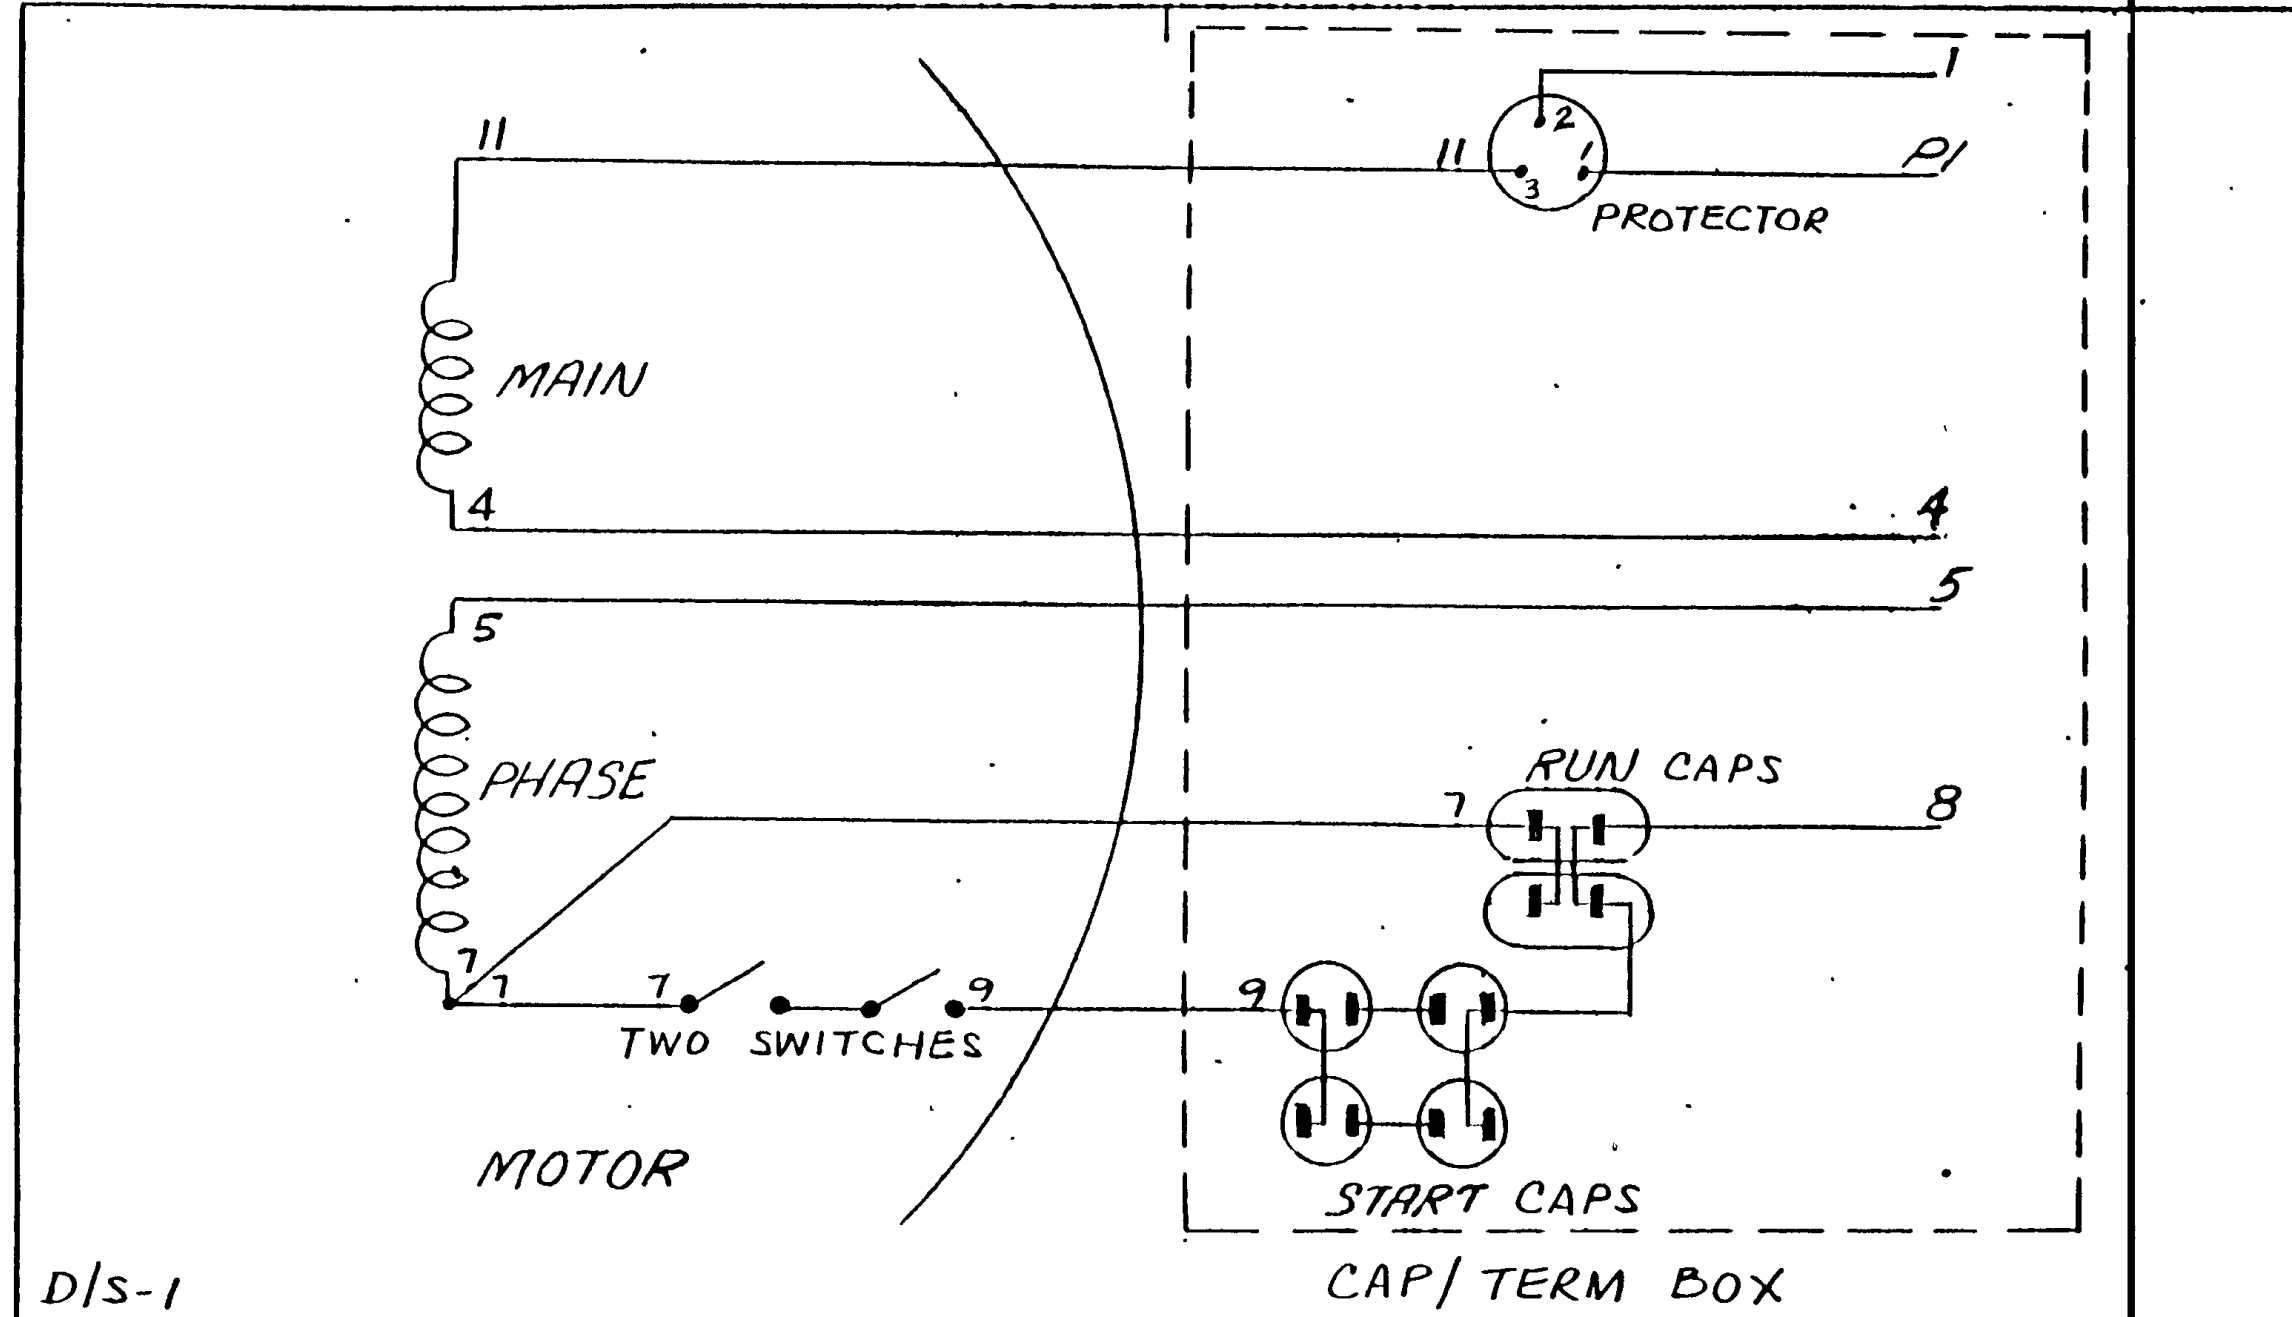 1
11
11
2
3
1
P1
PROTECTOR
MAIN
4
4
5
5
PHASE
RUN CAPS
7
8
7
7
7
9
9
TWO SWITCHES
MOTOR
START CAPS
D/S-1
CAP/TERM BOX